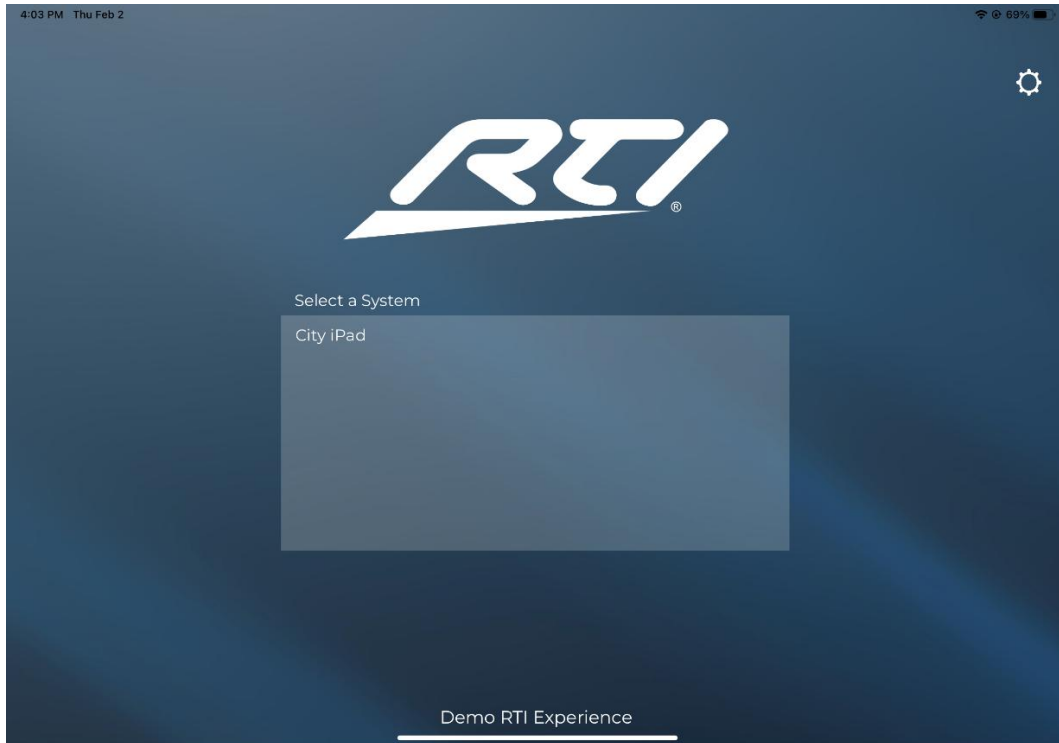 4:03 PM Thu Feb 2 69%
RTI®
Select a System
City iPad
Demo RTI Experience